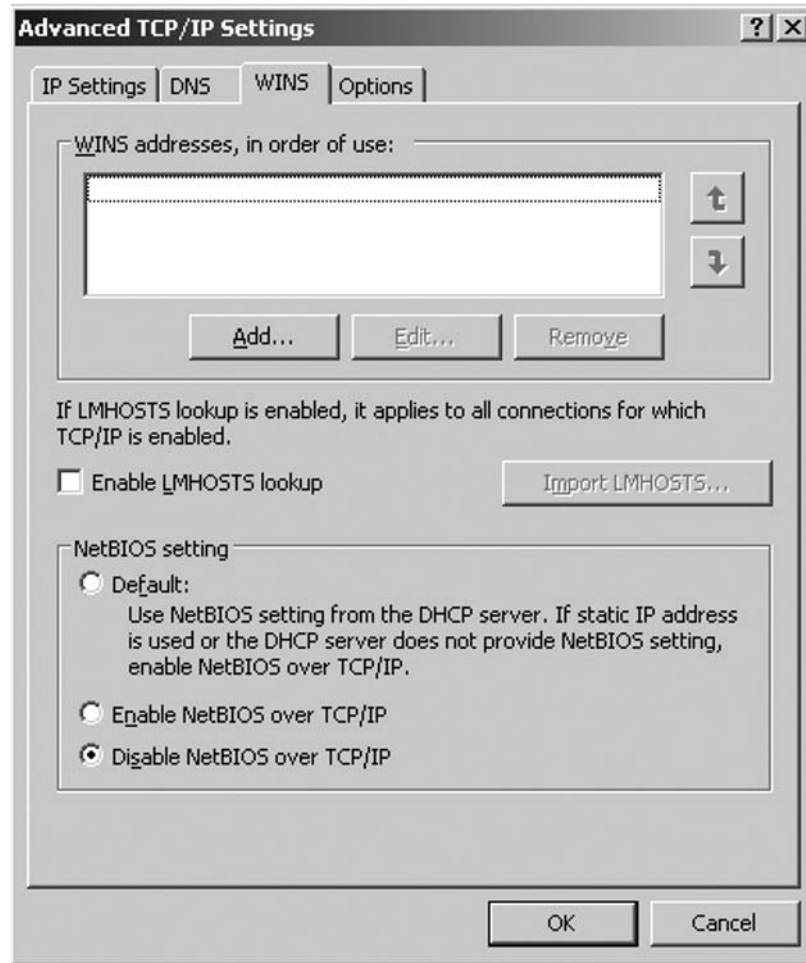 Advanced TCP/IP Settings
IP Settings DNS WINS Options
WINS addresses, in order of use:
Add... Edit... Remove
If LMHOSTS lookup is enabled, it applies to all connections for which
TCP/IP is enabled.
Enable LMHOSTS lookup Import LMHOSTS...
NetBIOS setting
Default:
Use NetBIOS setting from the DHCP server. If static IP address
is used or the DHCP server does not provide NetBIOS setting,
enable NetBIOS over TCP/IP.
Enable NetBIOS over TCP/IP
Disable NetBIOS over TCP/IP
OK Cancel